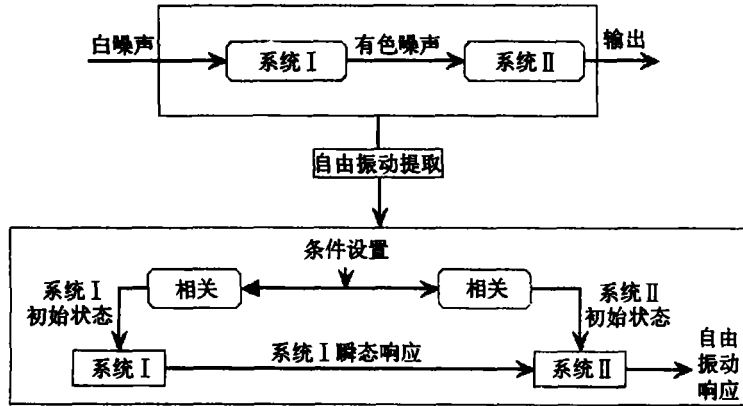 白噪声
系统Ⅰ
有色噪声
系统Ⅱ
输出
自由振动提取
条件设置
系统Ⅰ
初始状态
相关
相关
系统Ⅱ
初始状态
系统Ⅰ
系统Ⅰ瞬态响应
系统Ⅱ
自由
振动
响应